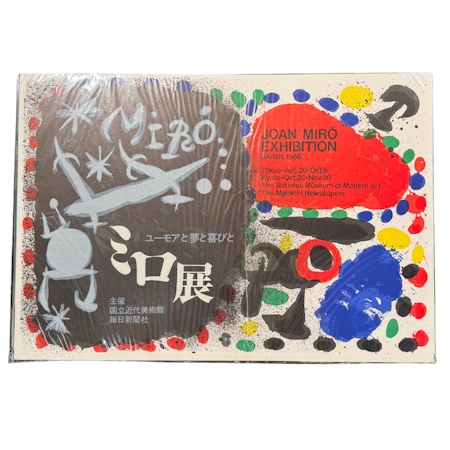 MIRÓ.
ユーモアと夢と喜びと
ミロ展
主催
国立近代美術館
毎日新聞社
JOAN MIRÓ
EXHIBITION
JAPAN 1966
Tokyo-Aug.20-Oct.9
Kyoto-Oct.20-Nov.30
The National Museum of Modern Art
The Mainichi Newspapers